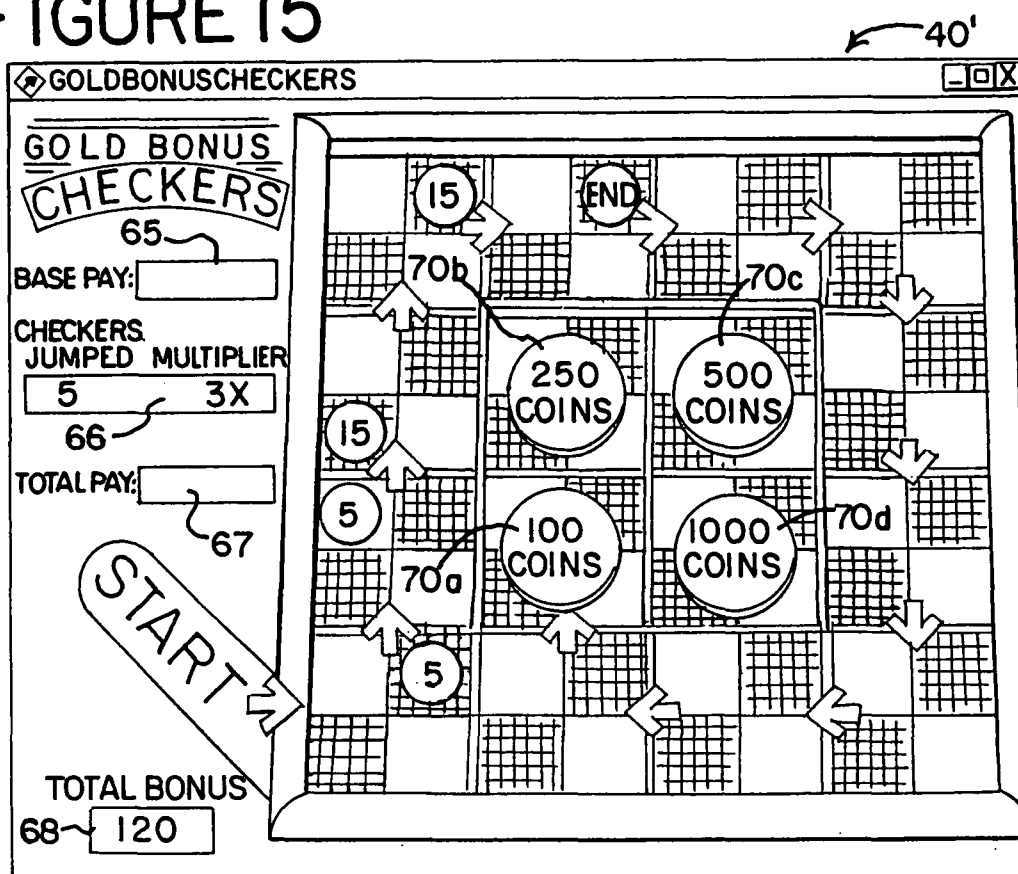 FIGURE 15
40'
GOLDBONUSCHECKERS
GOLD BONUS
CHECKERS
65
BASE PAY:
CHECKERS
JUMPED MULTIPLIER
5 3X
66
TOTAL PAY:
67
START
TOTAL BONUS
68 120
15 END
70b 70c
250
COINS
500
COINS
15
5
100
COINS
1000
COINS
70a 70d
5